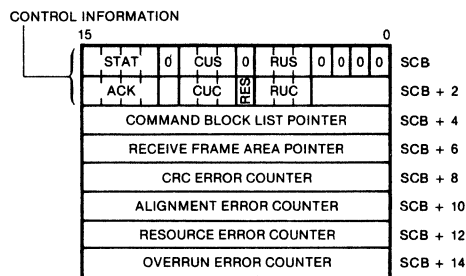 CONTROL INFORMATION
15 0
STAT 0 CUS 0 RUS 0 0 0 0 SCB
ACK CUC RES RUC SCB + 2
COMMAND BLOCK LIST POINTER SCB + 4
RECEIVE FRAME AREA POINTER SCB + 6
CRC ERROR COUNTER SCB + 8
ALIGNMENT ERROR COUNTER SCB + 10
RESOURCE ERROR COUNTER SCB + 12
OVERRUN ERROR COUNTER SCB + 14